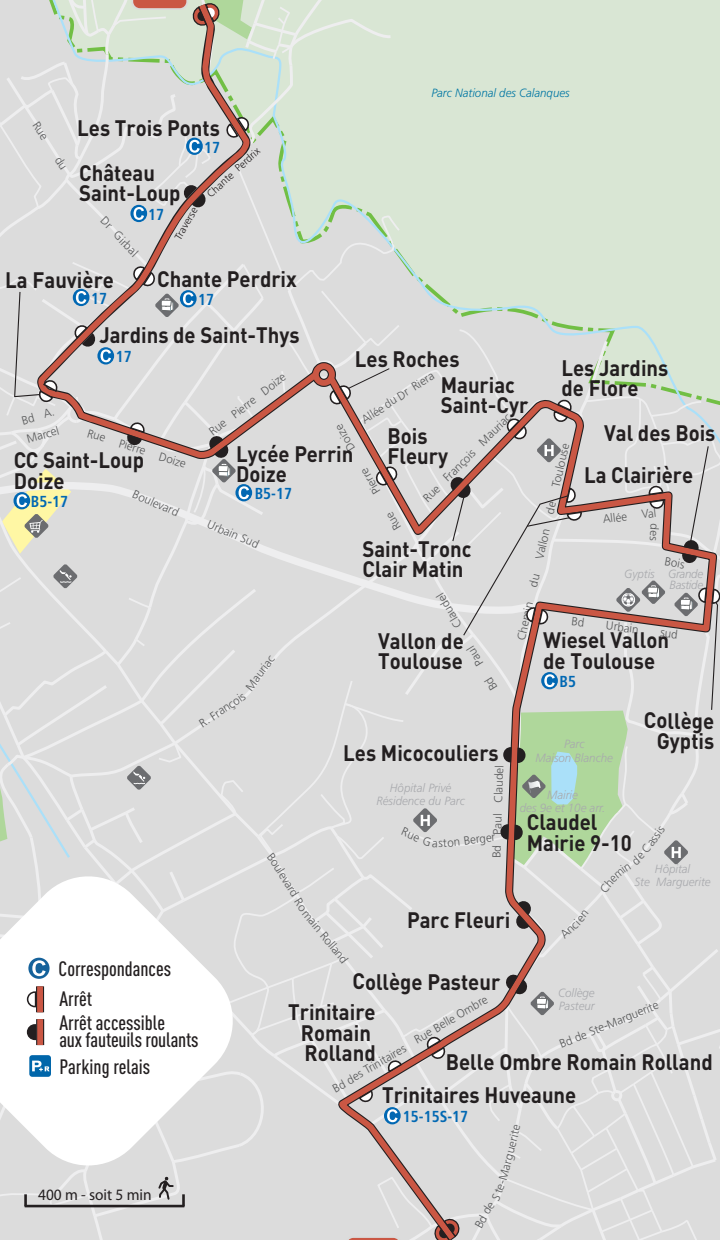 Parc National des Calanques
Les Trois Ponts
C 17
Rue du
Dr Girbal
Château
Saint-Loup
C 17
Traverse Chante Perdrix
La Fauvière
C 17
Chante Perdrix
C 17
Jardins de Saint-Thys
C 17
Bd A.
Marcel
Rue Pierre Doize
Rue Pierre Doize
CC Saint-Loup
Doize
C B5-17
Lycée Perrin
Doize
C B5-17
Boulevard Urbain Sud
Les Roches
Allée du Dr Riera
Rue Pierre Doize
Bois
Fleury
Mauriac
Saint-Cyr
Rue François Mauriac
Les Jardins
de Flore
H
Val des Bois
La Clairière
Allée Val des Bois
Saint-Tronc
Clair Matin
Chemin du Vallon de Toulouse
Gyptis
Grande
Bastide
Bd Urbain sud
Vallon de
Toulouse
Wiesel Vallon
de Toulouse
C B5
Bd Paul Claudel
R. François Mauriac
Collège
Gyptis
Les Micocouliers
Parc
Maison Blanche
Mairie
des 9e et 10e arr.
Hôpital Privé
Résidence du Parc
H
Rue Gaston Berger
Bd Paul Claudel
Claudel
Mairie 9-10
Chemin de Cassis
Ancien
H
Hôpital
Ste Marguerite
Boulevard Romain Rolland
Parc Fleuri
Collège Pasteur
Collège
Pasteur
C Correspondances
Arrêt
Arrêt accessible
aux fauteuils roulants
P+R Parking relais
Trinitaire
Romain
Rolland
Rue Belle Ombre
Bd des Trinitaires
Bd de Ste-Marguerite
Belle Ombre Romain Rolland
Trinitaires Huveaune
C 15-15S-17
Bd de Ste-Marguerite
400 m - soit 5 min